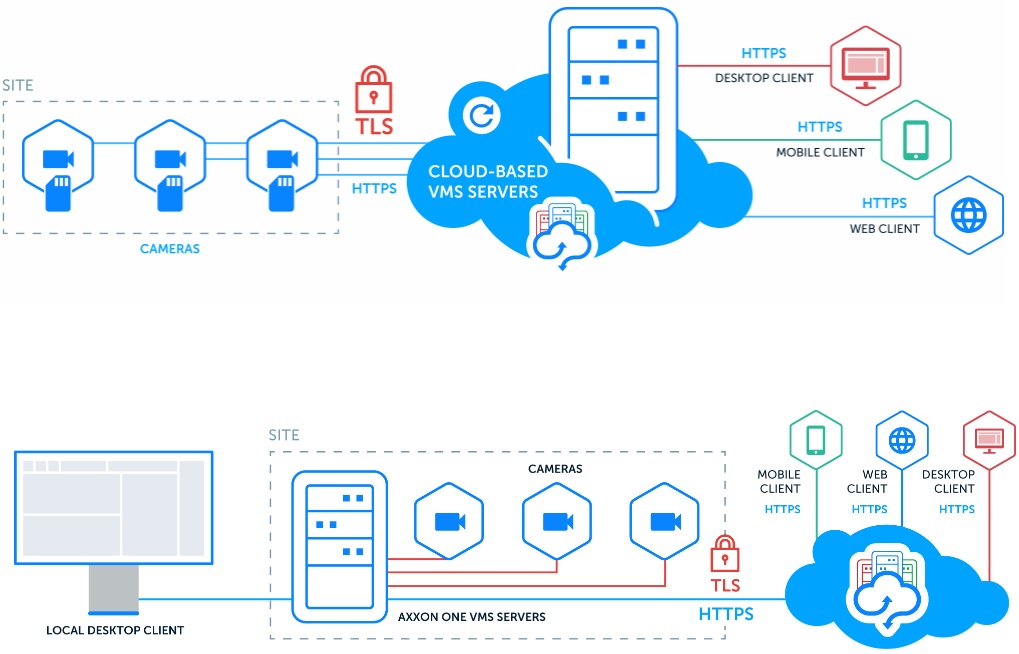 SITE
TLS
HTTPS
CAMERAS
CLOUD-BASED
VMS SERVERS
HTTPS
DESKTOP CLIENT
HTTPS
MOBILE CLIENT
HTTPS
WEB CLIENT
SITE
CAMERAS
LOCAL DESKTOP CLIENT
AXXON ONE VMS SERVERS
TLS
HTTPS
MOBILE
CLIENT
HTTPS
WEB
CLIENT
HTTPS
DESKTOP
CLIENT
HTTPS